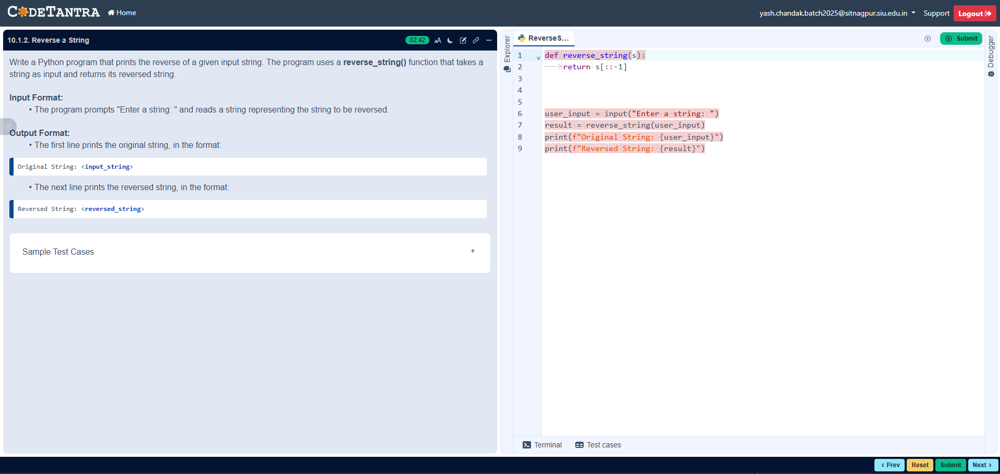 CODETANTRA
Home
yash.chandak.batch2025@sitnagpur.siu.edu.in
Support
Logout
10.1.2. Reverse a String
02:42
AA
Write a Python program that prints the reverse of a given input string. The program uses a reverse_string() function that takes a
string as input and returns its reversed string.
Input Format:
• The program prompts "Enter a string: " and reads a string representing the string to be reversed.
Output Format:
• The first line prints the original string, in the format:
Original String: <input_string>
• The next line prints the reversed string, in the format:
Reversed String: <reversed_string>
Sample Test Cases
+
Explorer
ReverseS...
Submit
Debugger
1 def reverse_string(s):
2 return s[::-1]
3
4
5
6 user_input = input("Enter a string: ")
7 result = reverse_string(user_input)
8 print(f"Original String: {user_input}")
9 print(f"Reversed String: {result}")
Terminal
Test cases
< Prev
Reset
Submit
Next >